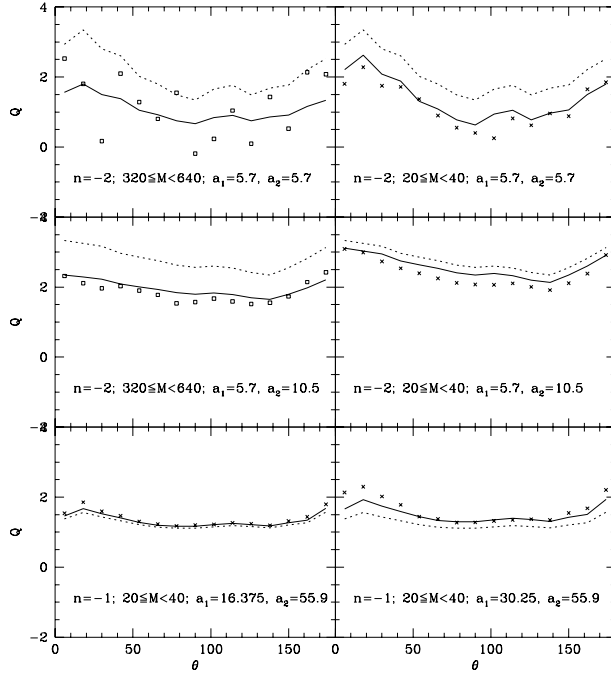 4
2
0
Q
n=−2; 320≦M<640; a₁=5.7, a₂=5.7
n=−2; 20≦M<40; a₁=5.7, a₂=5.7
2
0
Q
n=−2; 320≦M<640; a₁=5.7, a₂=10.5
n=−2; 20≦M<40; a₁=5.7, a₂=10.5
2
0
−2
Q
n=−1; 20≦M<40; a₁=16.375, a₂=55.9
n=−1; 20≦M<40; a₁=30.25, a₂=55.9
0 50 100 150 0 50 100 150
θ θ